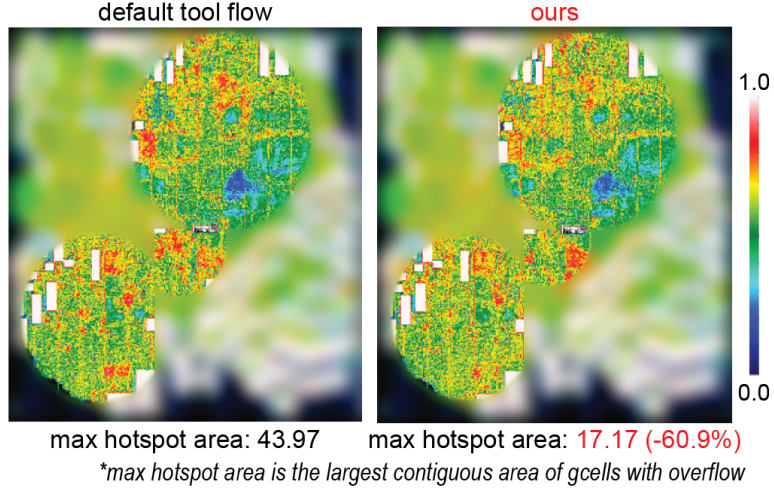 default tool flow
ours
1.0
0.0
max hotspot area: 43.97
max hotspot area: 17.17 (-60.9%)
*max hotspot area is the largest contiguous area of gcells with overflow